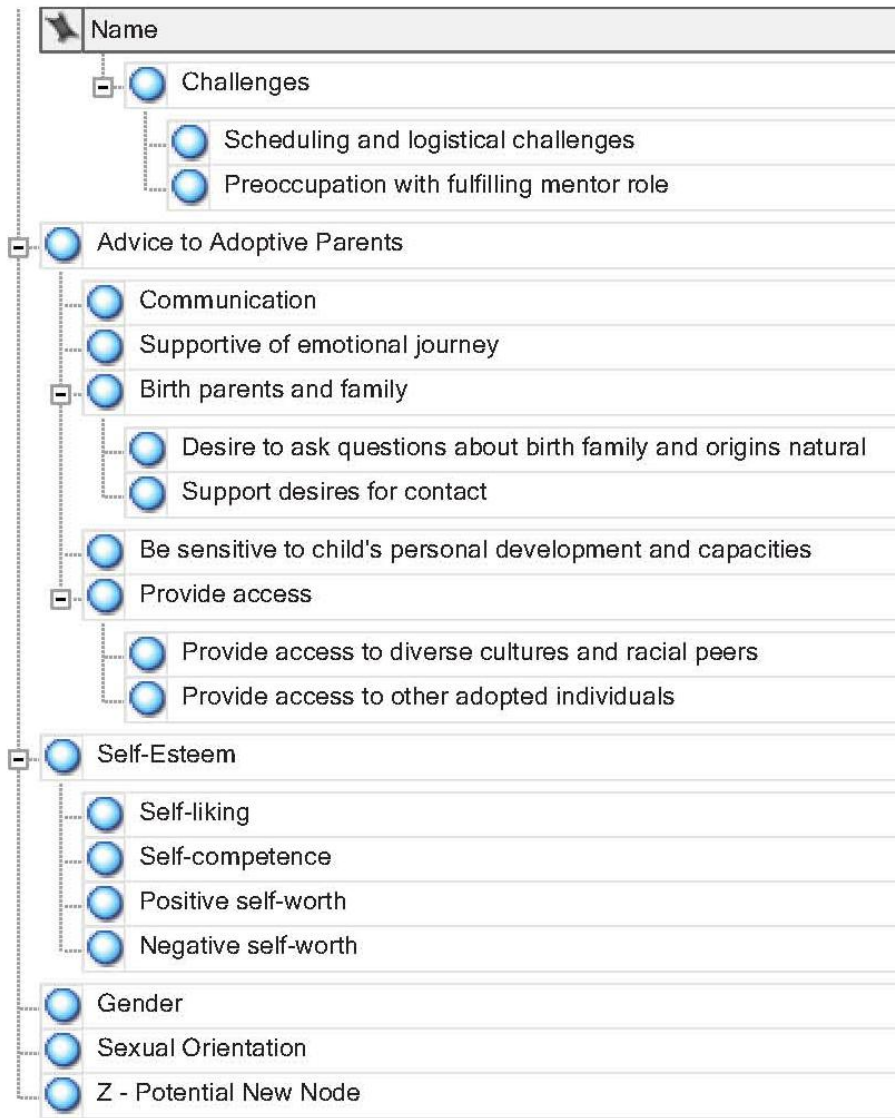 Name
Challenges
Scheduling and logistical challenges
Preoccupation with fulfilling mentor role
Advice to Adoptive Parents
Communication
Supportive of emotional journey
Birth parents and family
Desire to ask questions about birth family and origins natural
Support desires for contact
Be sensitive to child's personal development and capacities
Provide access
Provide access to diverse cultures and racial peers
Provide access to other adopted individuals
Self-Esteem
Self-liking
Self-competence
Positive self-worth
Negative self-worth
Gender
Sexual Orientation
Z - Potential New Node